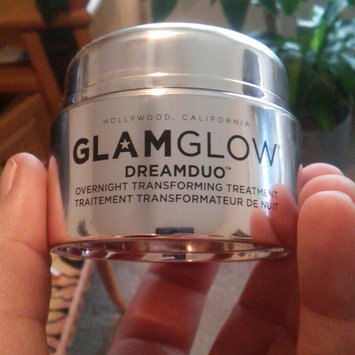 HOLLYWOOD, CALIFORNIA
GLAMGLOW®
DREAMDUO™
OVERNIGHT TRANSFORMING TREATMENT
TRAITEMENT TRANSFORMATEUR DE NUIT